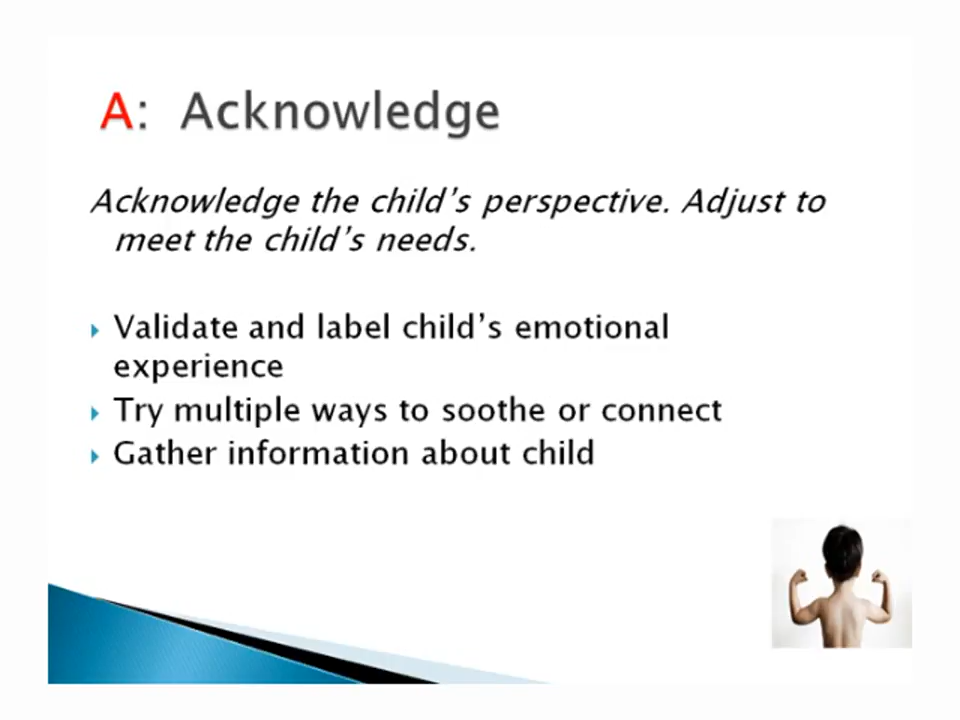 A: Acknowledge
Acknowledge the child's perspective. Adjust to
meet the child's needs.
Validate and label child's emotional
experience
Try multiple ways to soothe or connect
Gather information about child